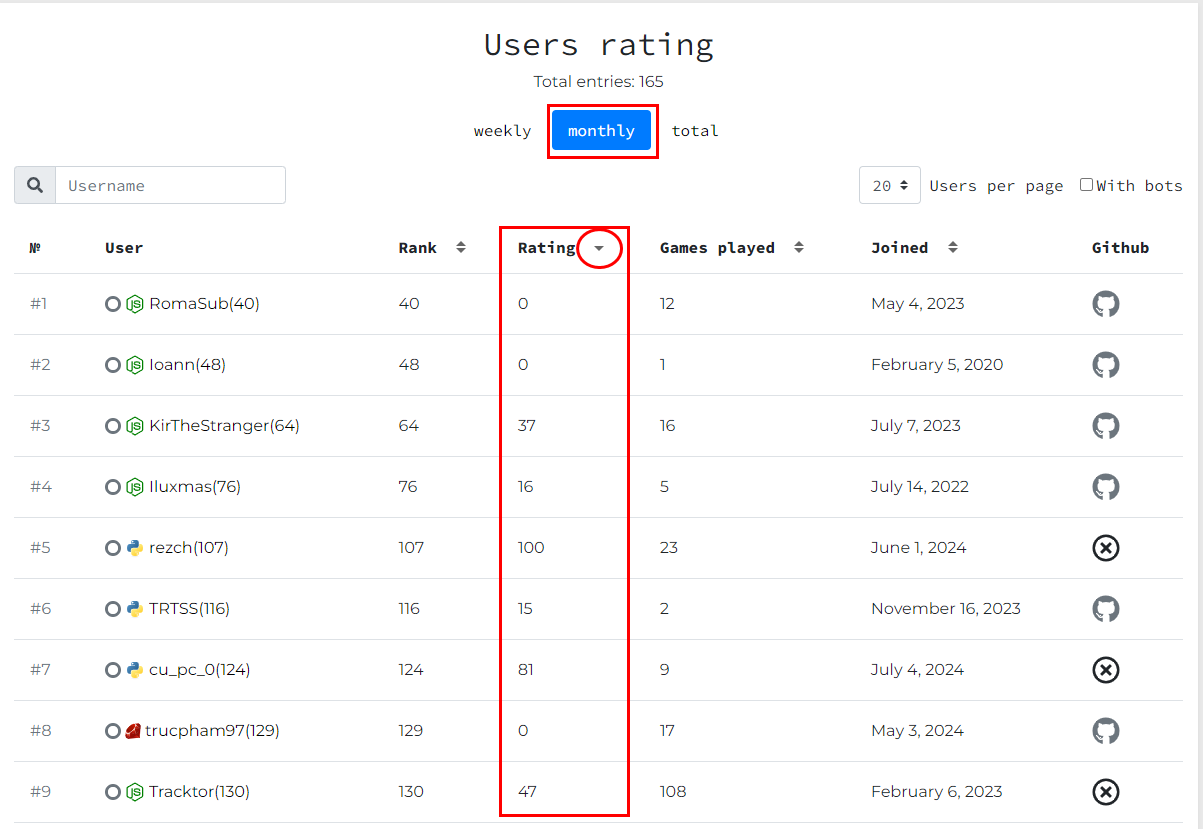 Users rating
Total entries: 165
weekly monthly total
Username 20 Users per page With bots
№ User Rank Rating Games played Joined Github
#1 RomaSub(40) 40 0 12 May 4, 2023
#2 Ioann(48) 48 0 1 February 5, 2020
#3 KirTheStranger(64) 64 37 16 July 7, 2023
#4 Iluxmas(76) 76 16 5 July 14, 2022
#5 rezch(107) 107 100 23 June 1, 2024
#6 TRTSS(116) 116 15 2 November 16, 2023
#7 cu_pc_0(124) 124 81 9 July 4, 2024
#8 trucpham97(129) 129 0 17 May 3, 2024
#9 Tracktor(130) 130 47 108 February 6, 2023